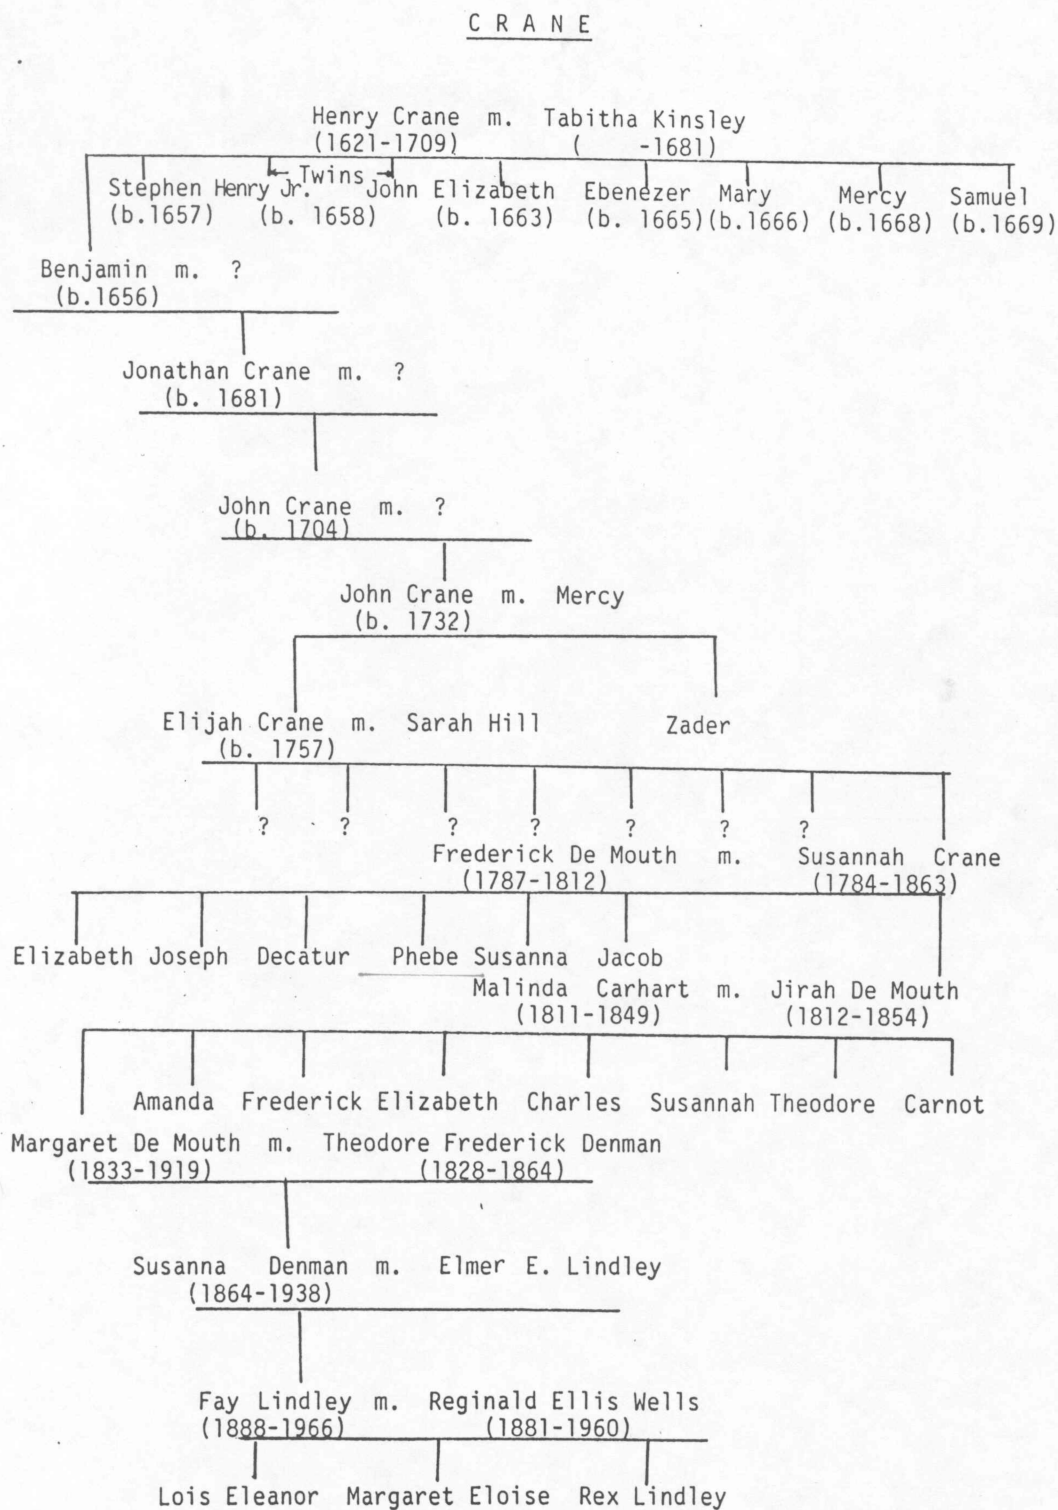 C R A N E
Henry Crane m. Tabitha Kinsley
(1621-1709) ( -1681)
Twins
Stephen Henry Jr. John Elizabeth Ebenezer Mary Mercy Samuel
(b.1657) (b. 1658) (b. 1663) (b. 1665) (b.1666) (b.1668) (b.1669)
Benjamin m. ?
(b.1656)
Jonathan Crane m. ?
(b. 1681)
John Crane m. ?
(b. 1704)
John Crane m. Mercy
(b. 1732)
Elijah Crane m. Sarah Hill Zader
(b. 1757)
? ? ? ? ? ? ?
Frederick De Mouth m. Susannah Crane
(1787-1812) (1784-1863)
Elizabeth Joseph Decatur Phebe Susanna Jacob
Malinda Carhart m. Jirah De Mouth
(1811-1849) (1812-1854)
Amanda Frederick Elizabeth Charles Susannah Theodore Carnot
Margaret De Mouth m. Theodore Frederick Denman
(1833-1919) (1828-1864)
Susanna Denman m. Elmer E. Lindley
(1864-1938)
Fay Lindley m. Reginald Ellis Wells
(1888-1966) (1881-1960)
Lois Eleanor Margaret Eloise Rex Lindley